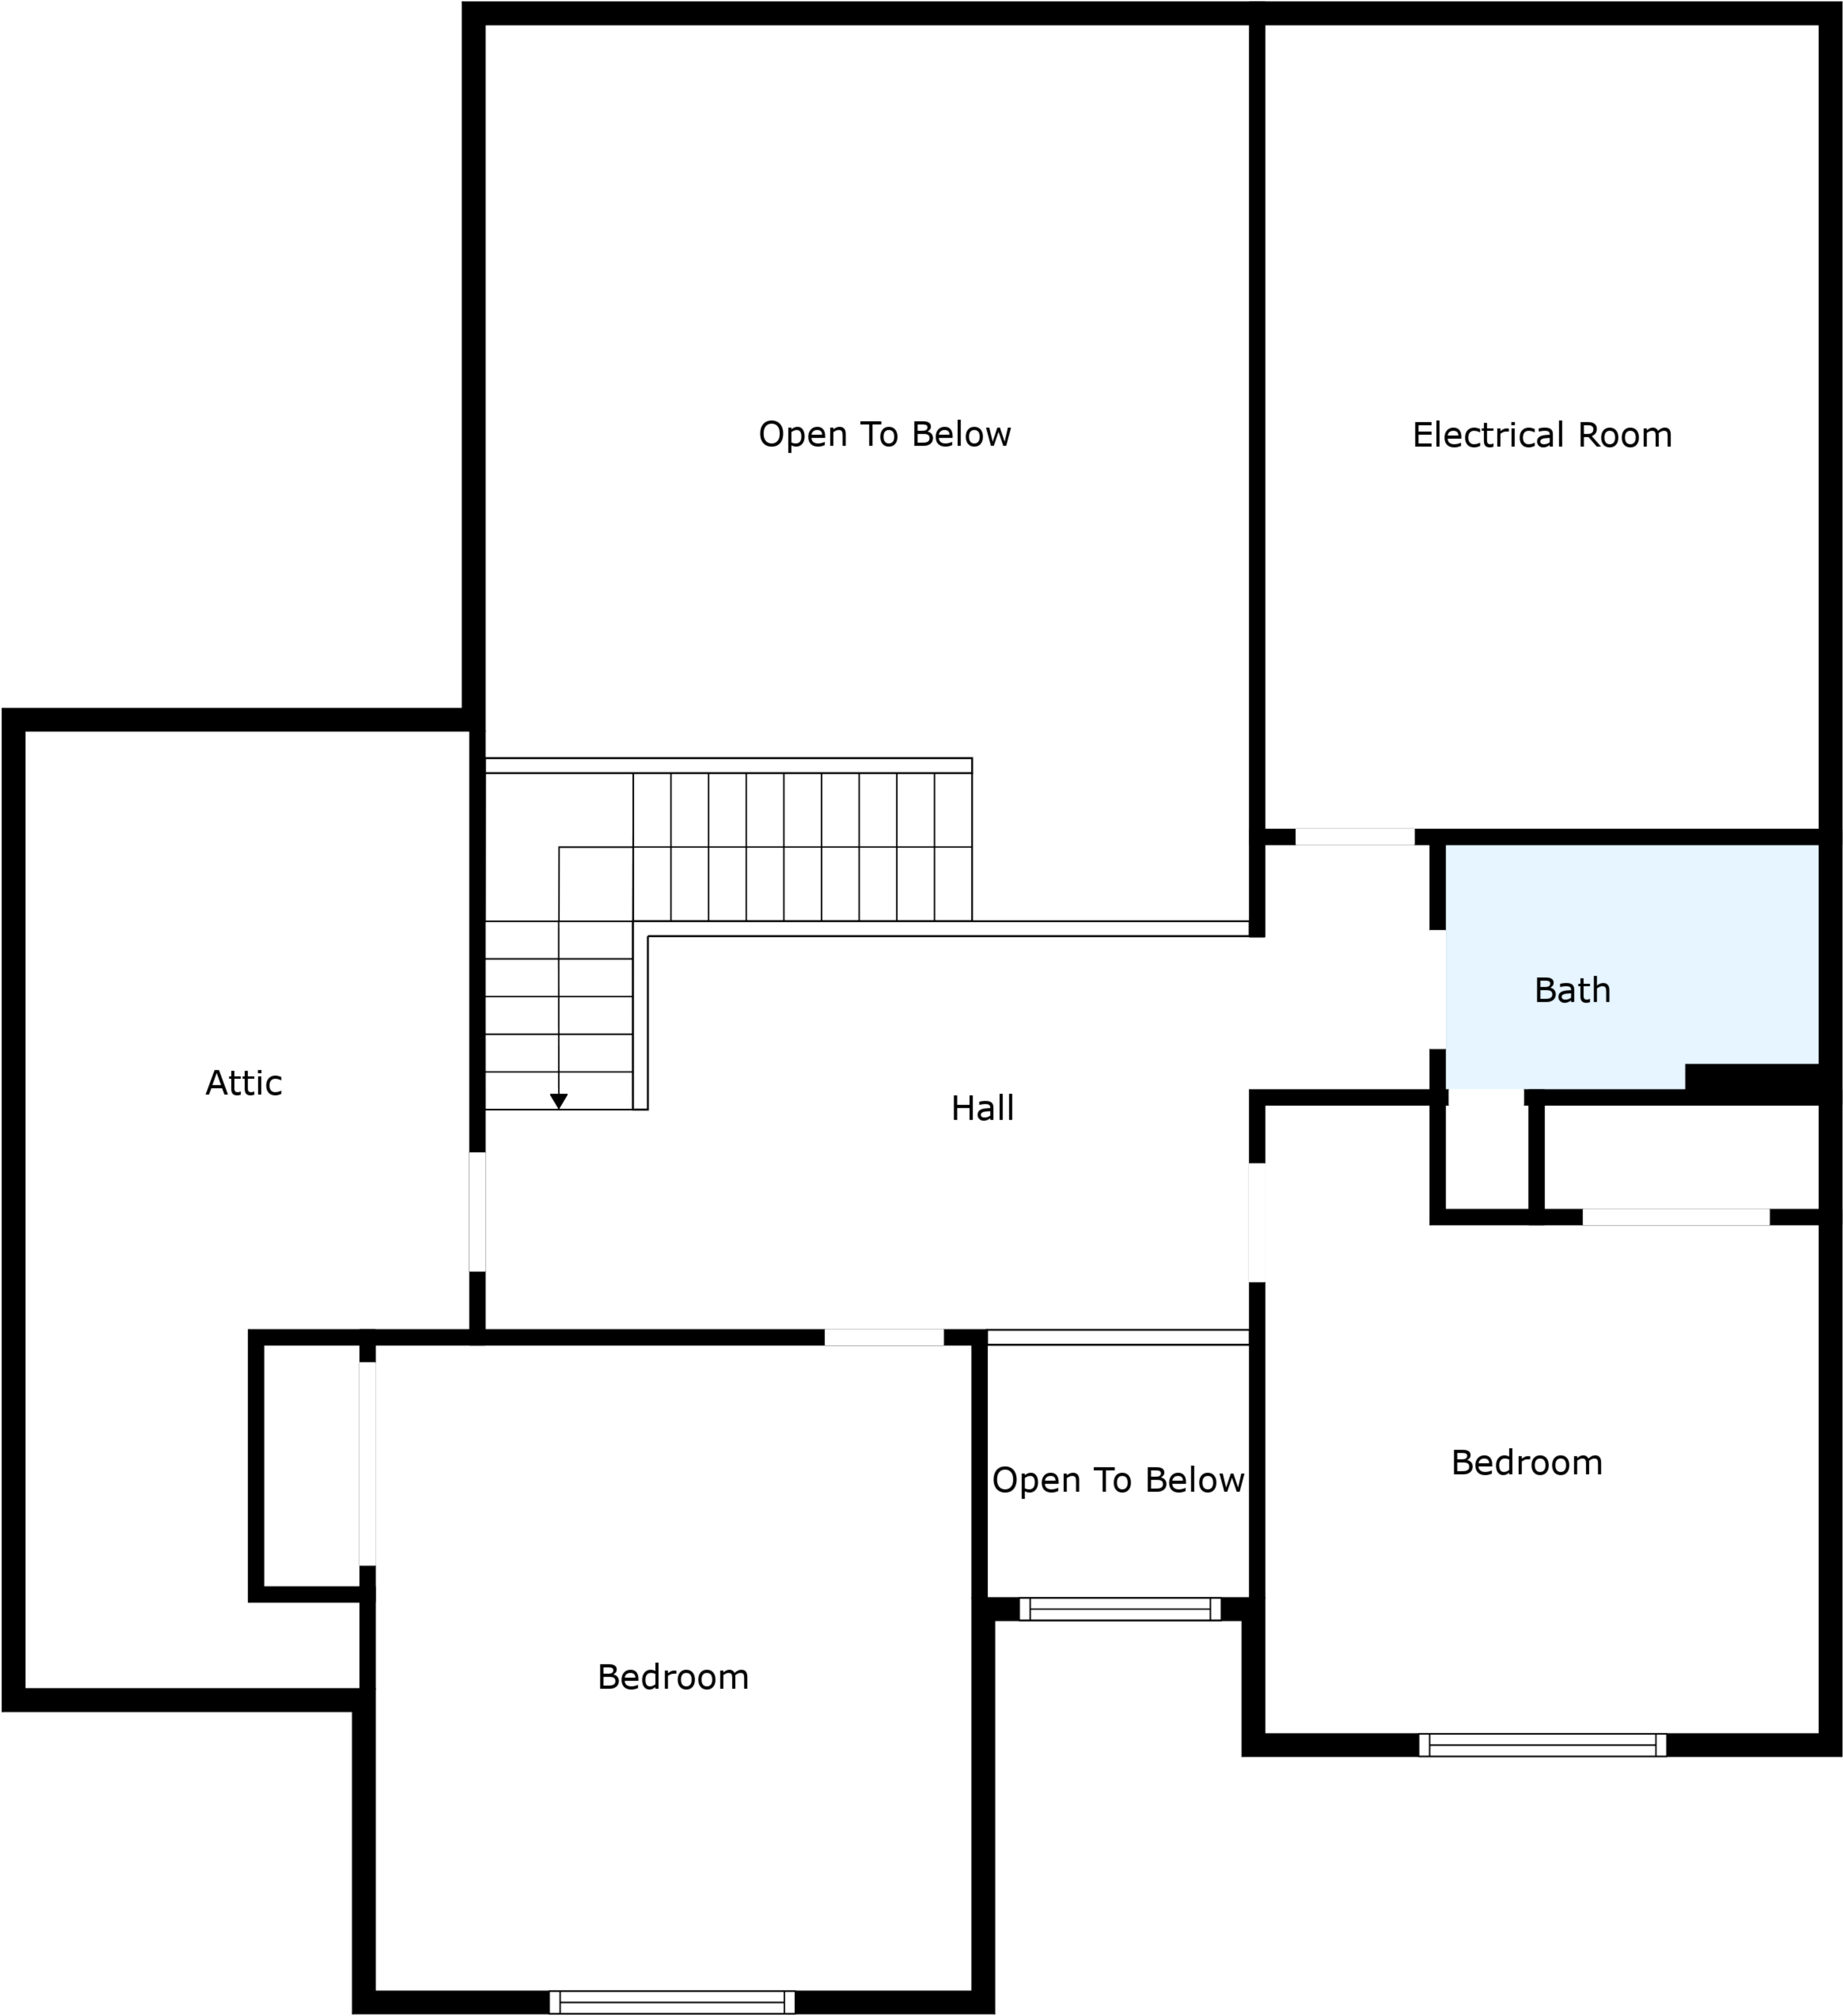 Open To Below
Electrical Room
Bath
Attic
Hall
Bedroom
Open To Below
Bedroom